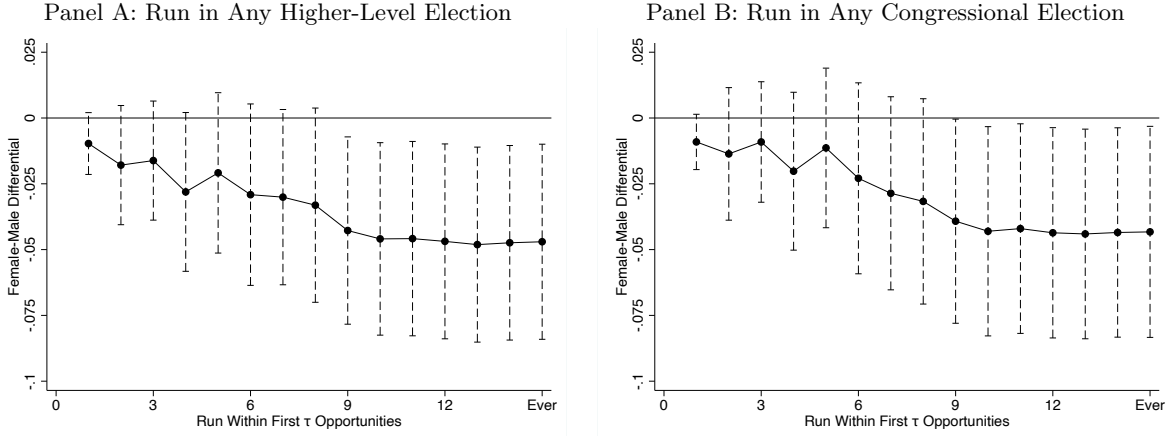 Panel A: Run in Any Higher-Level Election
.025
0
-.025
-.05
-.075
-.1
Female-Male Differential
0 3 6 9 12 Ever
Run Within First τ Opportunities
Panel B: Run in Any Congressional Election
.025
0
-.025
-.05
-.075
-.1
Female-Male Differential
0 3 6 9 12 Ever
Run Within First τ Opportunities